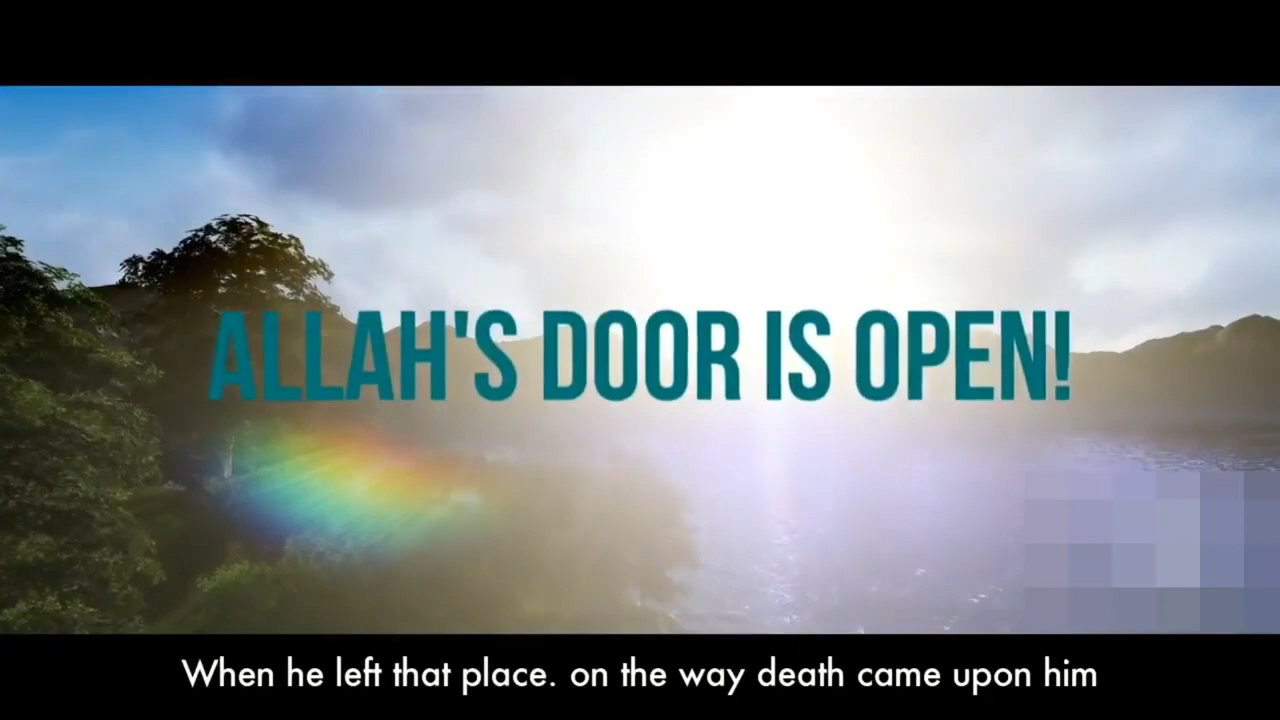 ALLAH'S DOOR IS OPEN!
When he left that place. on the way death came upon him